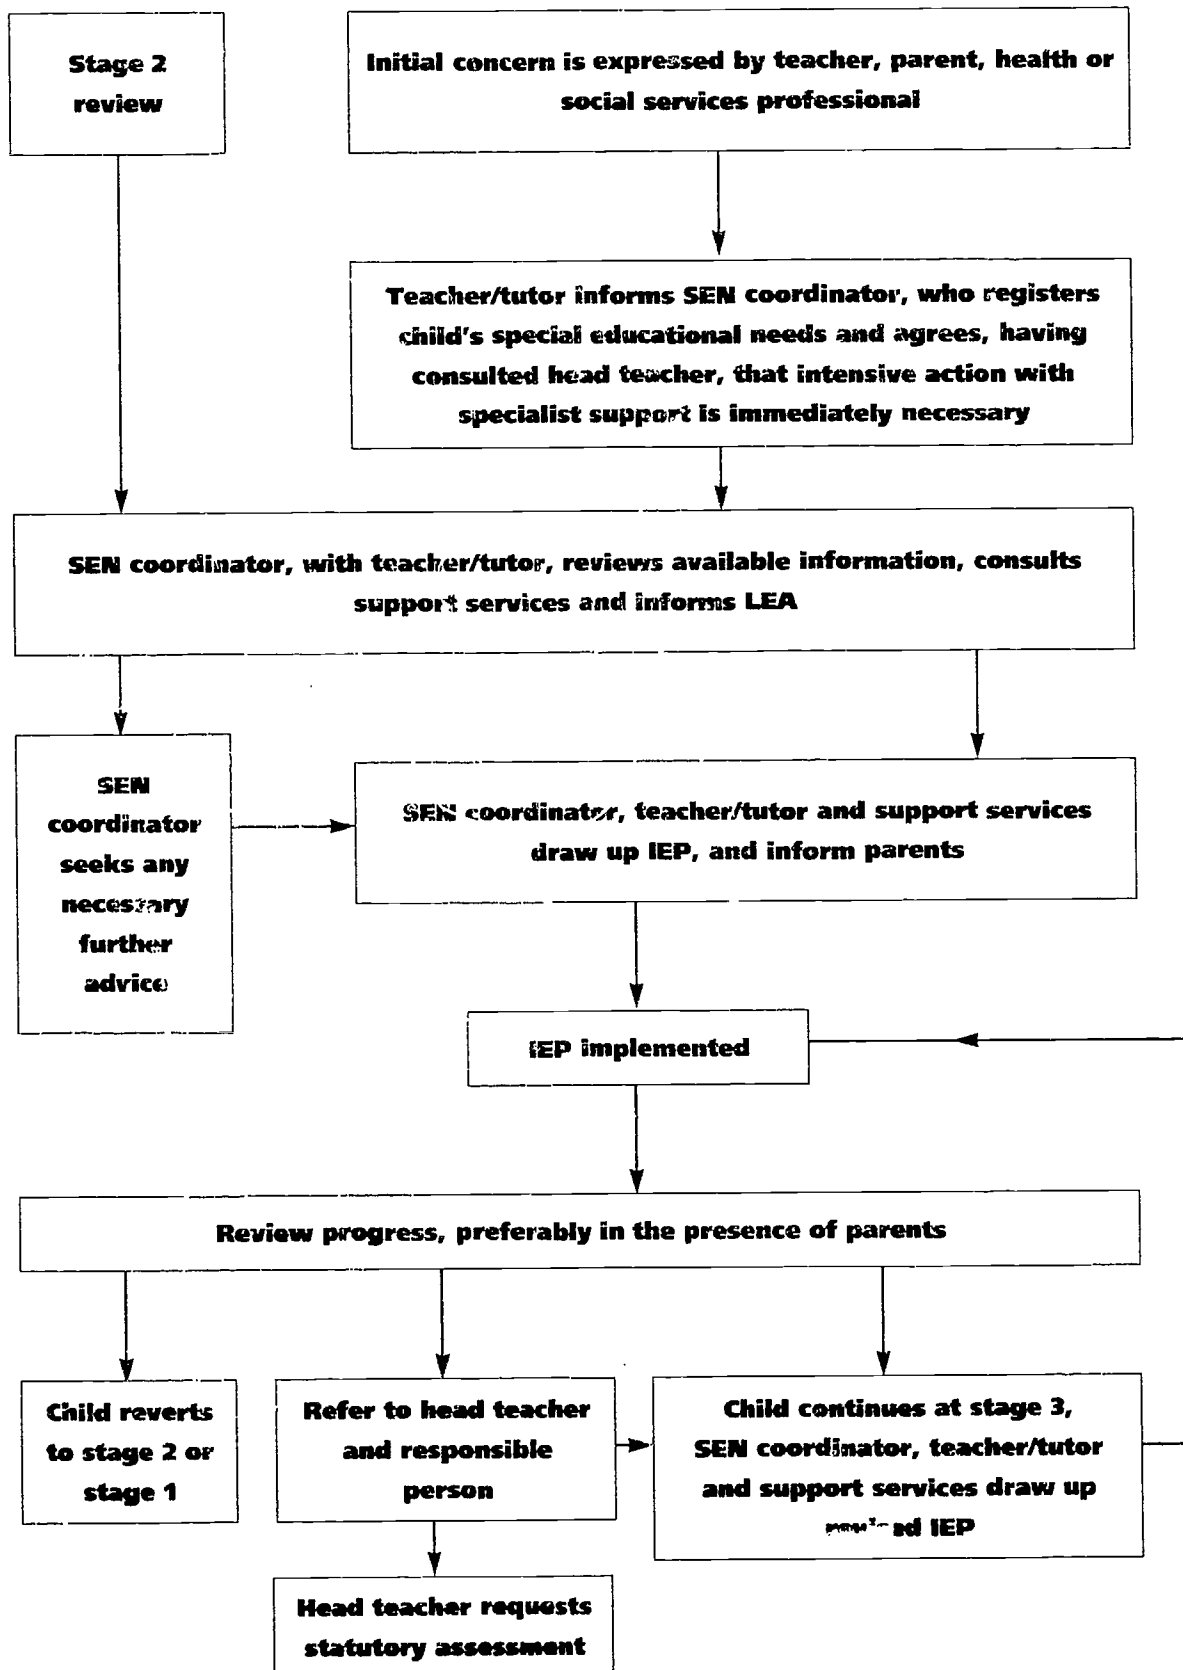 Stage 2
review
Initial concern is expressed by teacher, parent, health or
social services professional
Teacher/tutor informs SEN coordinator, who registers
child's special educational needs and agrees, having
consulted head teacher, that intensive action with
specialist support is immediately necessary
SEN coordinator, with teacher/tutor, reviews available information, consults
support services and informs LEA
SEN
coordinator
seeks any
necessary
further
advice
SEN coordinator, teacher/tutor and support services
draw up IEP, and inform parents
IEP implemented
Review progress, preferably in the presence of parents
Child reverts
to stage 2 or
stage 1
Refer to head teacher
and responsible
person
Child continues at stage 3,
SEN coordinator, teacher/tutor
and support services draw up
IEP
Head teacher requests
statutory assessment